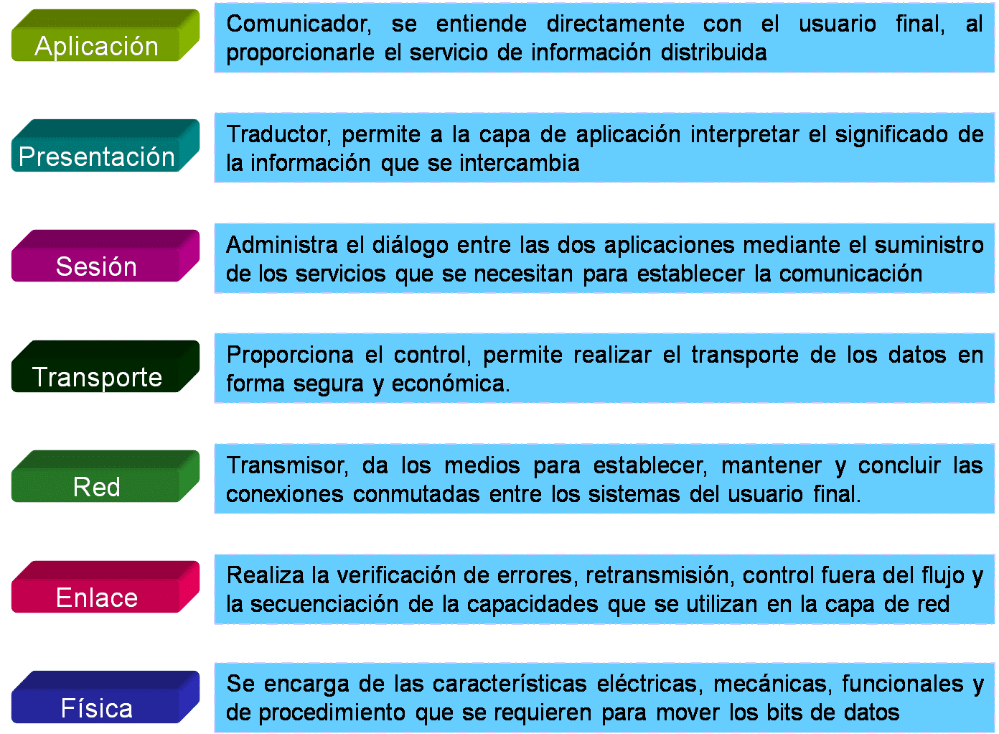 Aplicación
Comunicador, se entiende directamente con el usuario final, al
proporcionarle el servicio de información distribuida
Presentación
Traductor, permite a la capa de aplicación interpretar el significado de
la información que se intercambia
Sesión
Administra el diálogo entre las dos aplicaciones mediante el suministro
de los servicios que se necesitan para establecer la comunicación
Transporte
Proporciona el control, permite realizar el transporte de los datos en
forma segura y económica.
Red
Transmisor, da los medios para establecer, mantener y concluir las
conexiones conmutadas entre los sistemas del usuario final.
Enlace
Realiza la verificación de errores, retransmisión, control fuera del flujo y
la secuenciación de la capacidades que se utilizan en la capa de red
Física
Se encarga de las características eléctricas, mecánicas, funcionales y
de procedimiento que se requieren para mover los bits de datos